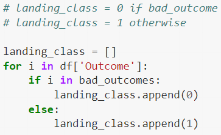 # landing_class = 0 if bad_outcome
# landing_class = 1 otherwise
landing_class = []
for i in df['Outcome']:
    if i in bad_outcomes:
        landing_class.append(0)
    else:
        landing_class.append(1)